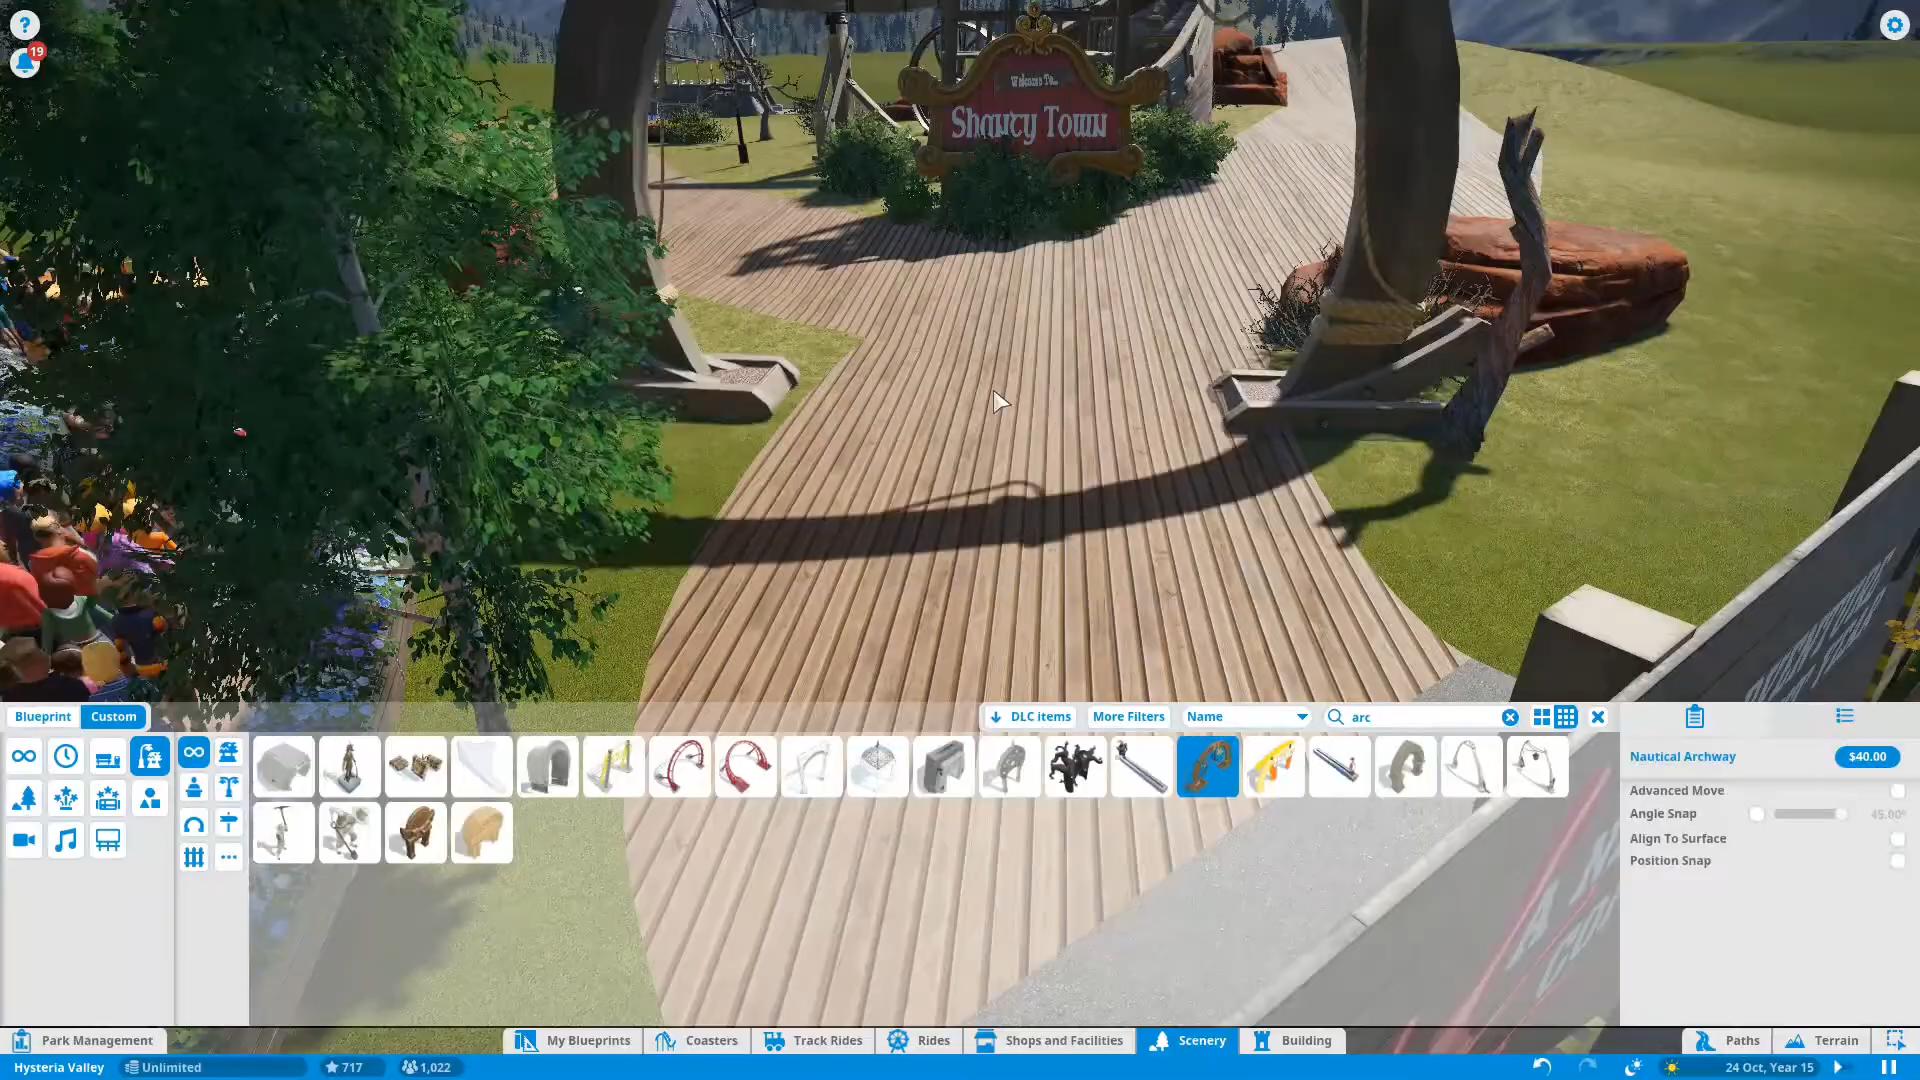 ?
19
Welcome To...
Shanty Town
Blueprint
Custom
DLC items
More Filters
Name
arc
Nautical Archway
$40.00
Advanced Move
Angle Snap
45.00°
Align To Surface
Position Snap
Park Management
My Blueprints
Coasters
Track Rides
Rides
Shops and Facilities
Scenery
Building
Paths
Terrain
Hysteria Valley
Unlimited
717
1,022
24 Oct, Year 15